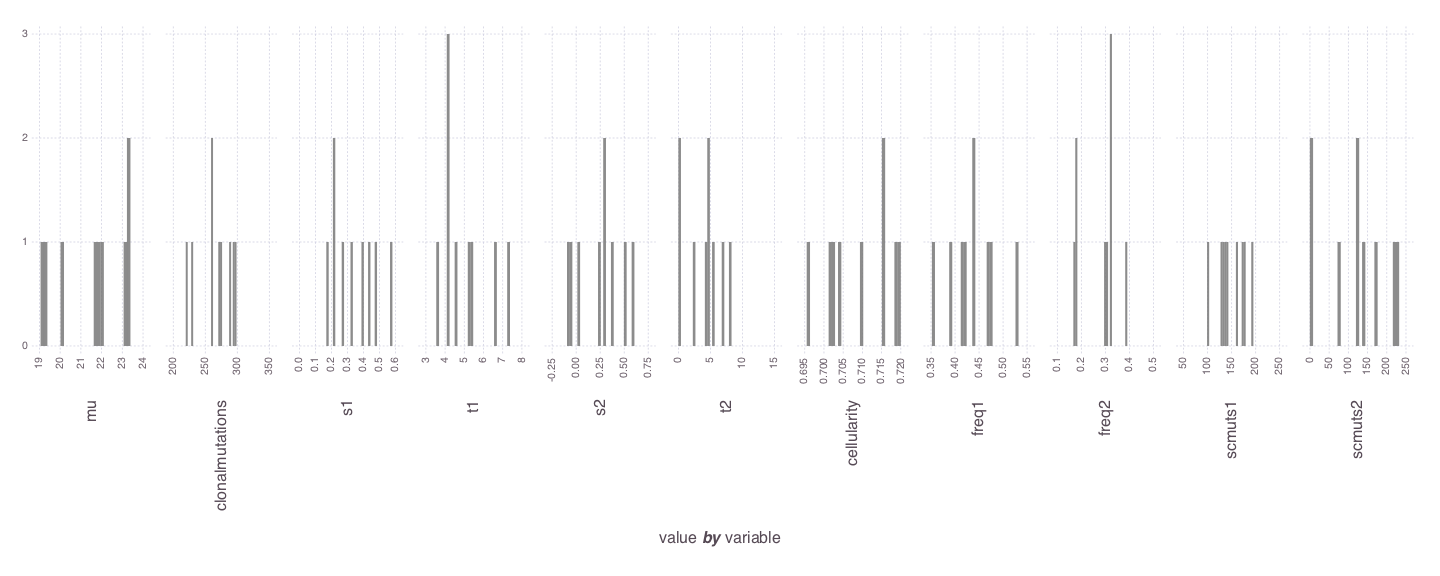 3
2
1
0
19 20 21 22 23 24
200 250 300 350
0.0 0.1 0.2 0.3 0.4 0.5 0.6
3 4 5 6 7 8
-0.25 0.00 0.25 0.50 0.75
0 5 10 15
0.695 0.700 0.705 0.710 0.715 0.720
0.35 0.40 0.45 0.50 0.55
0.1 0.2 0.3 0.4 0.5
50 100 150 200 250
0 50 100 150 200 250
mu
clonalmutations
s1
t1
s2
t2
cellularity
freq1
freq2
scmuts1
scmuts2
value by variable